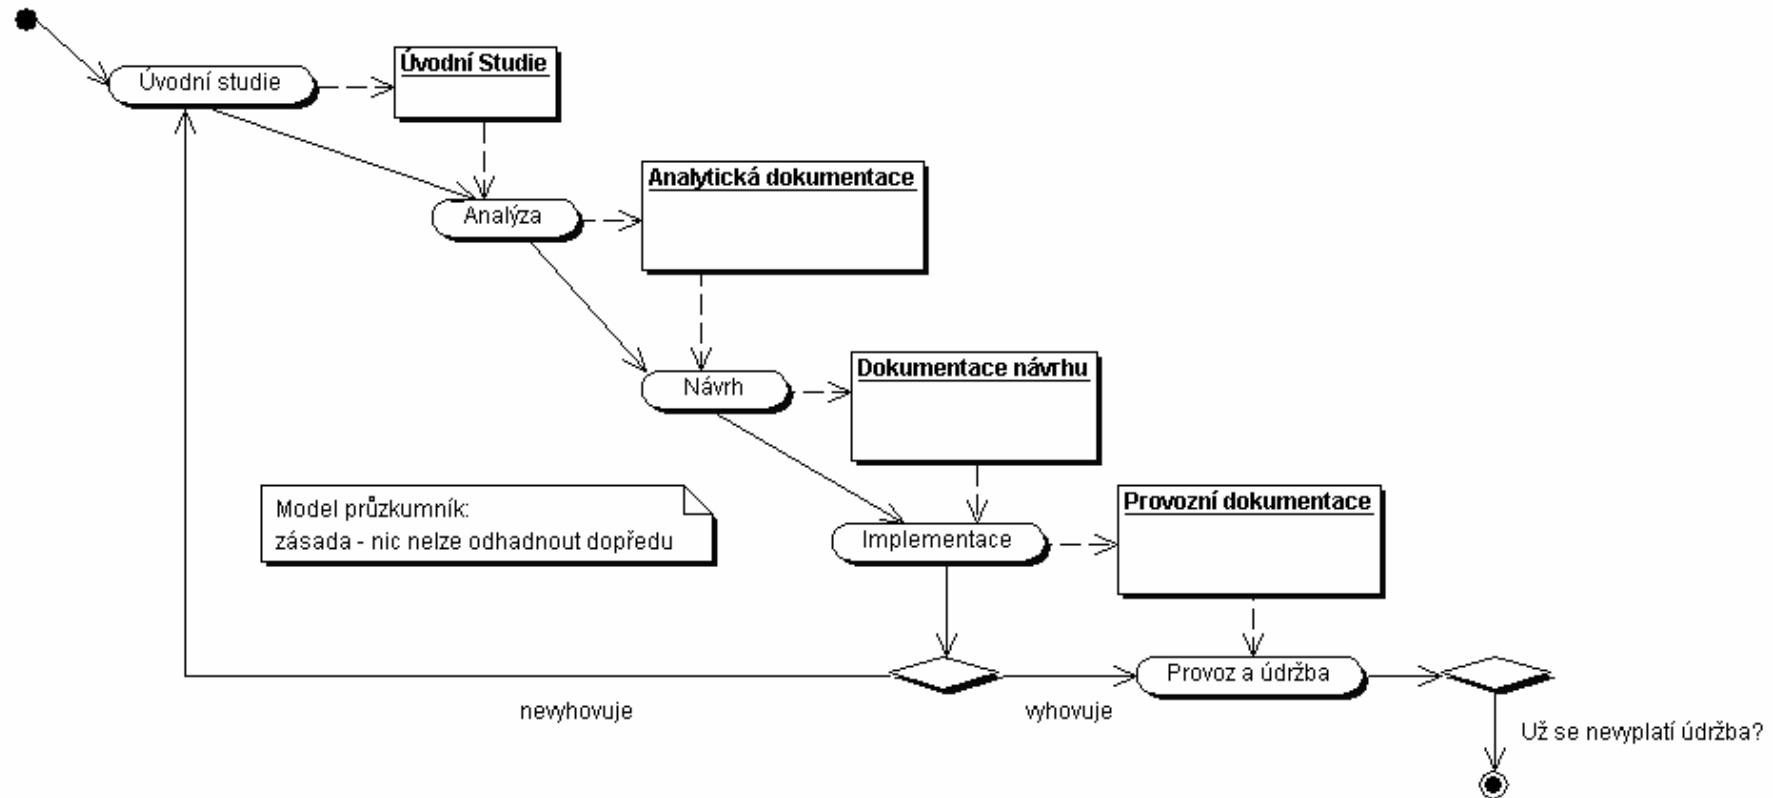 Úvodní studie
Úvodní Studie
Analytická dokumentace
Analýza
Dokumentace návrhu
Návrh
Model průzkumník:
zásada - nic nelze odhadnout dopředu
Provozní dokumentace
Implementace
Provoz a údržba
nevyhovuje
vyhovuje
Už se nevyplatí údržba?